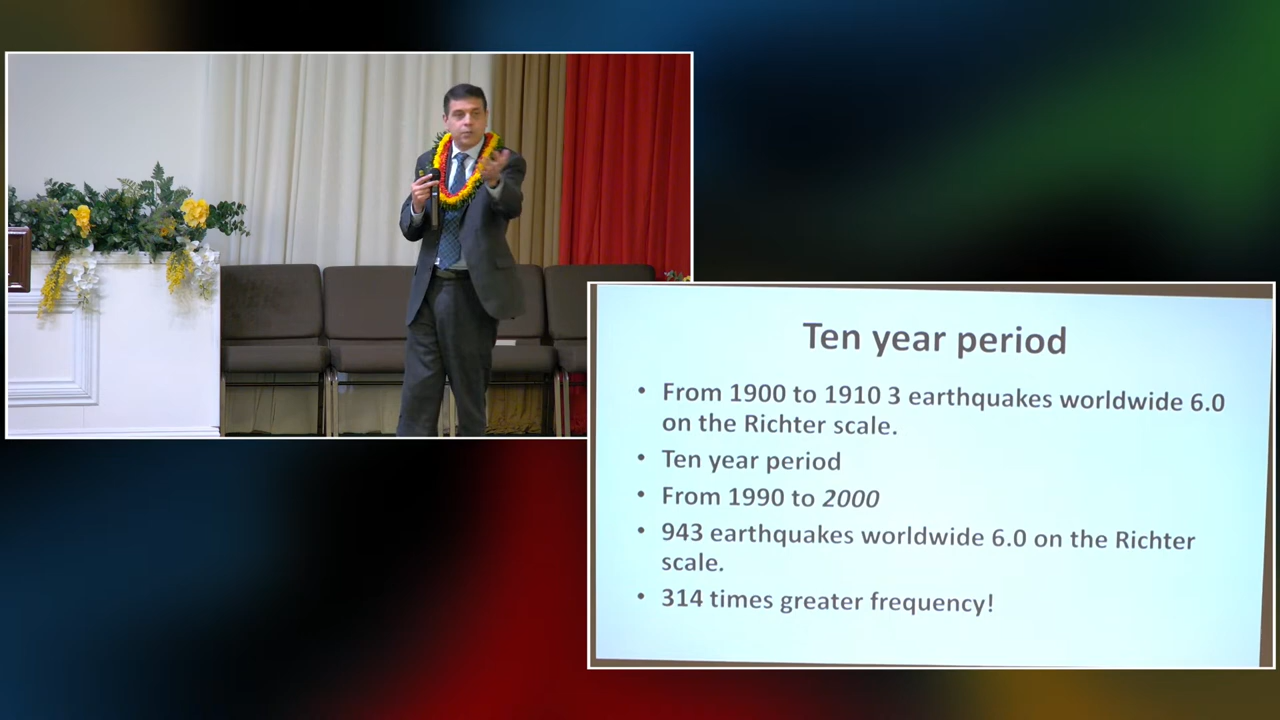 Ten year period
• From 1900 to 1910 3 earthquakes worldwide 6.0
on the Richter scale.
• Ten year period
• From 1990 to 2000
• 943 earthquakes worldwide 6.0 on the Richter
scale.
• 314 times greater frequency!